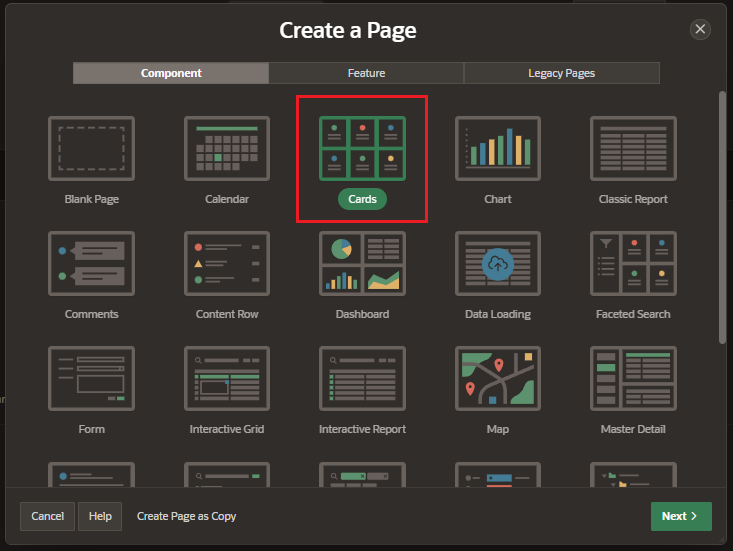 Create a Page
Component
Feature
Legacy Pages
Blank Page
Calendar
Cards
Chart
Classic Report
Comments
Content Row
Dashboard
Data Loading
Faceted Search
Form
Interactive Grid
Interactive Report
Map
Master Detail
Cancel
Help
Create Page as Copy
Next